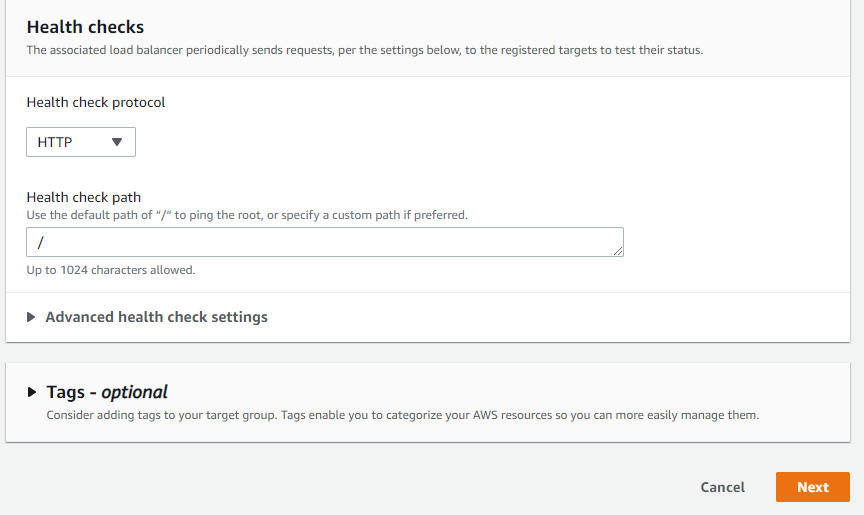 Health checks
The associated load balancer periodically sends requests, per the settings below, to the registered targets to test their status.
Health check protocol
HTTP
Health check path
Use the default path of "/" to ping the root, or specify a custom path if preferred.
/
Up to 1024 characters allowed.
Advanced health check settings
Tags - optional
Consider adding tags to your target group. Tags enable you to categorize your AWS resources so you can more easily manage them.
Cancel
Next